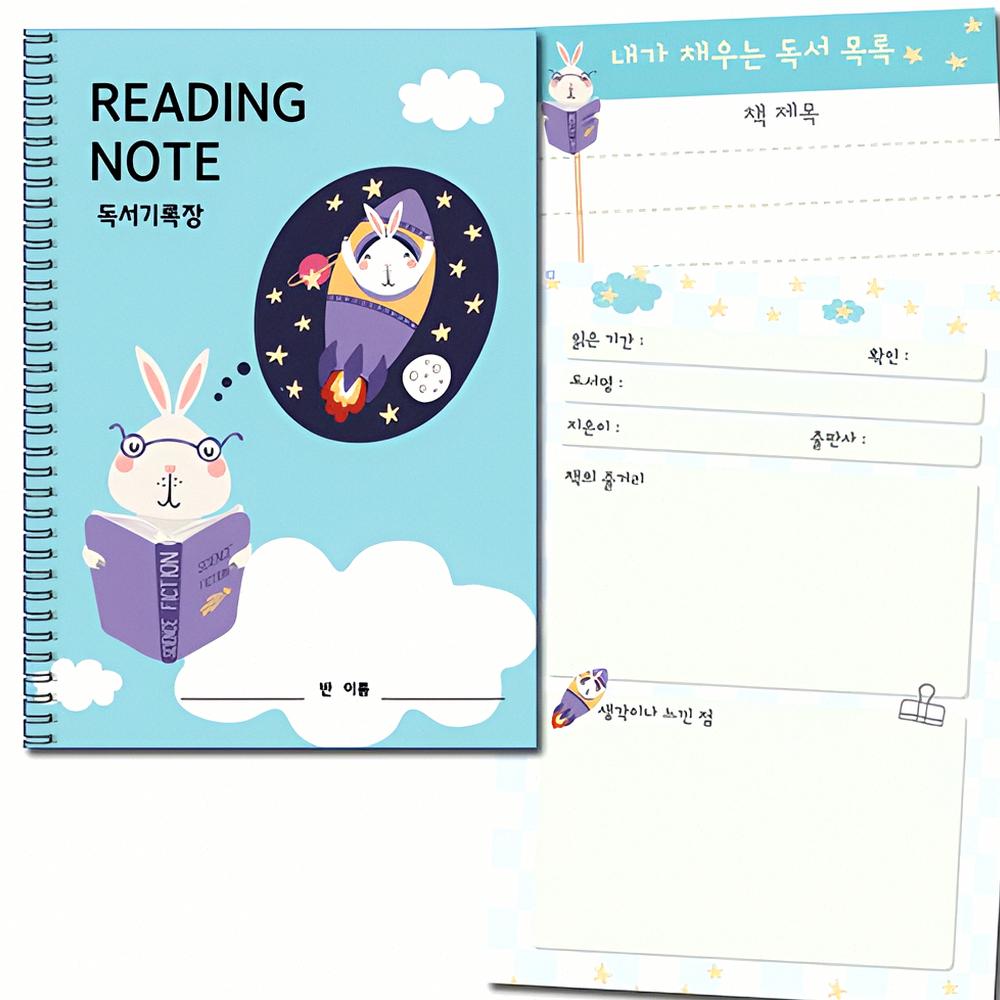 READING
NOTE
독서기록장
SCIENCE FICTION
SCIENCE
FICTION
반 이름
내가 채우는 독서 목록
책 제목
읽은 기간 :
확인 :
도서명 :
지은이 :
출판사 :
책의 줄거리
생각이나 느낀 점